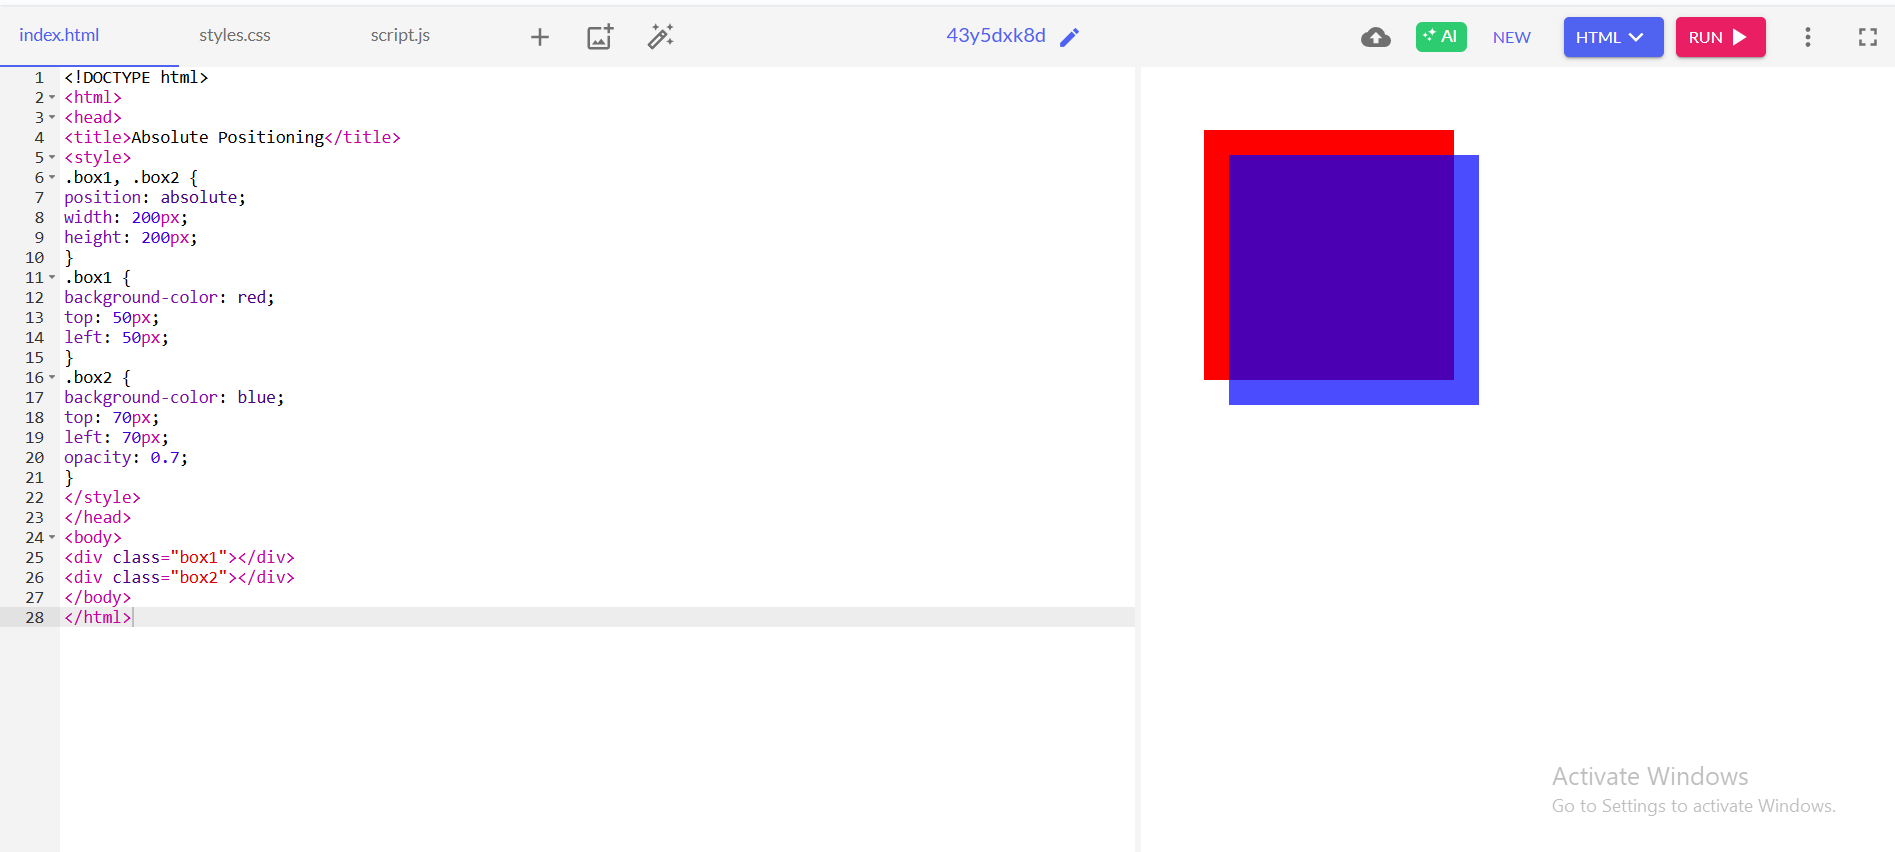 index.html styles.css script.js 43y5dxk8d AI NEW HTML RUN
1 <!DOCTYPE html>
2 <html>
3 <head>
4 <title>Absolute Positioning</title>
5 <style>
6 .box1, .box2 {
7 position: absolute;
8 width: 200px;
9 height: 200px;
10 }
11 .box1 {
12 background-color: red;
13 top: 50px;
14 left: 50px;
15 }
16 .box2 {
17 background-color: blue;
18 top: 70px;
19 left: 70px;
20 opacity: 0.7;
21 }
22 </style>
23 </head>
24 <body>
25 <div class="box1"></div>
26 <div class="box2"></div>
27 </body>
28 </html>
Activate Windows
Go to Settings to activate Windows.